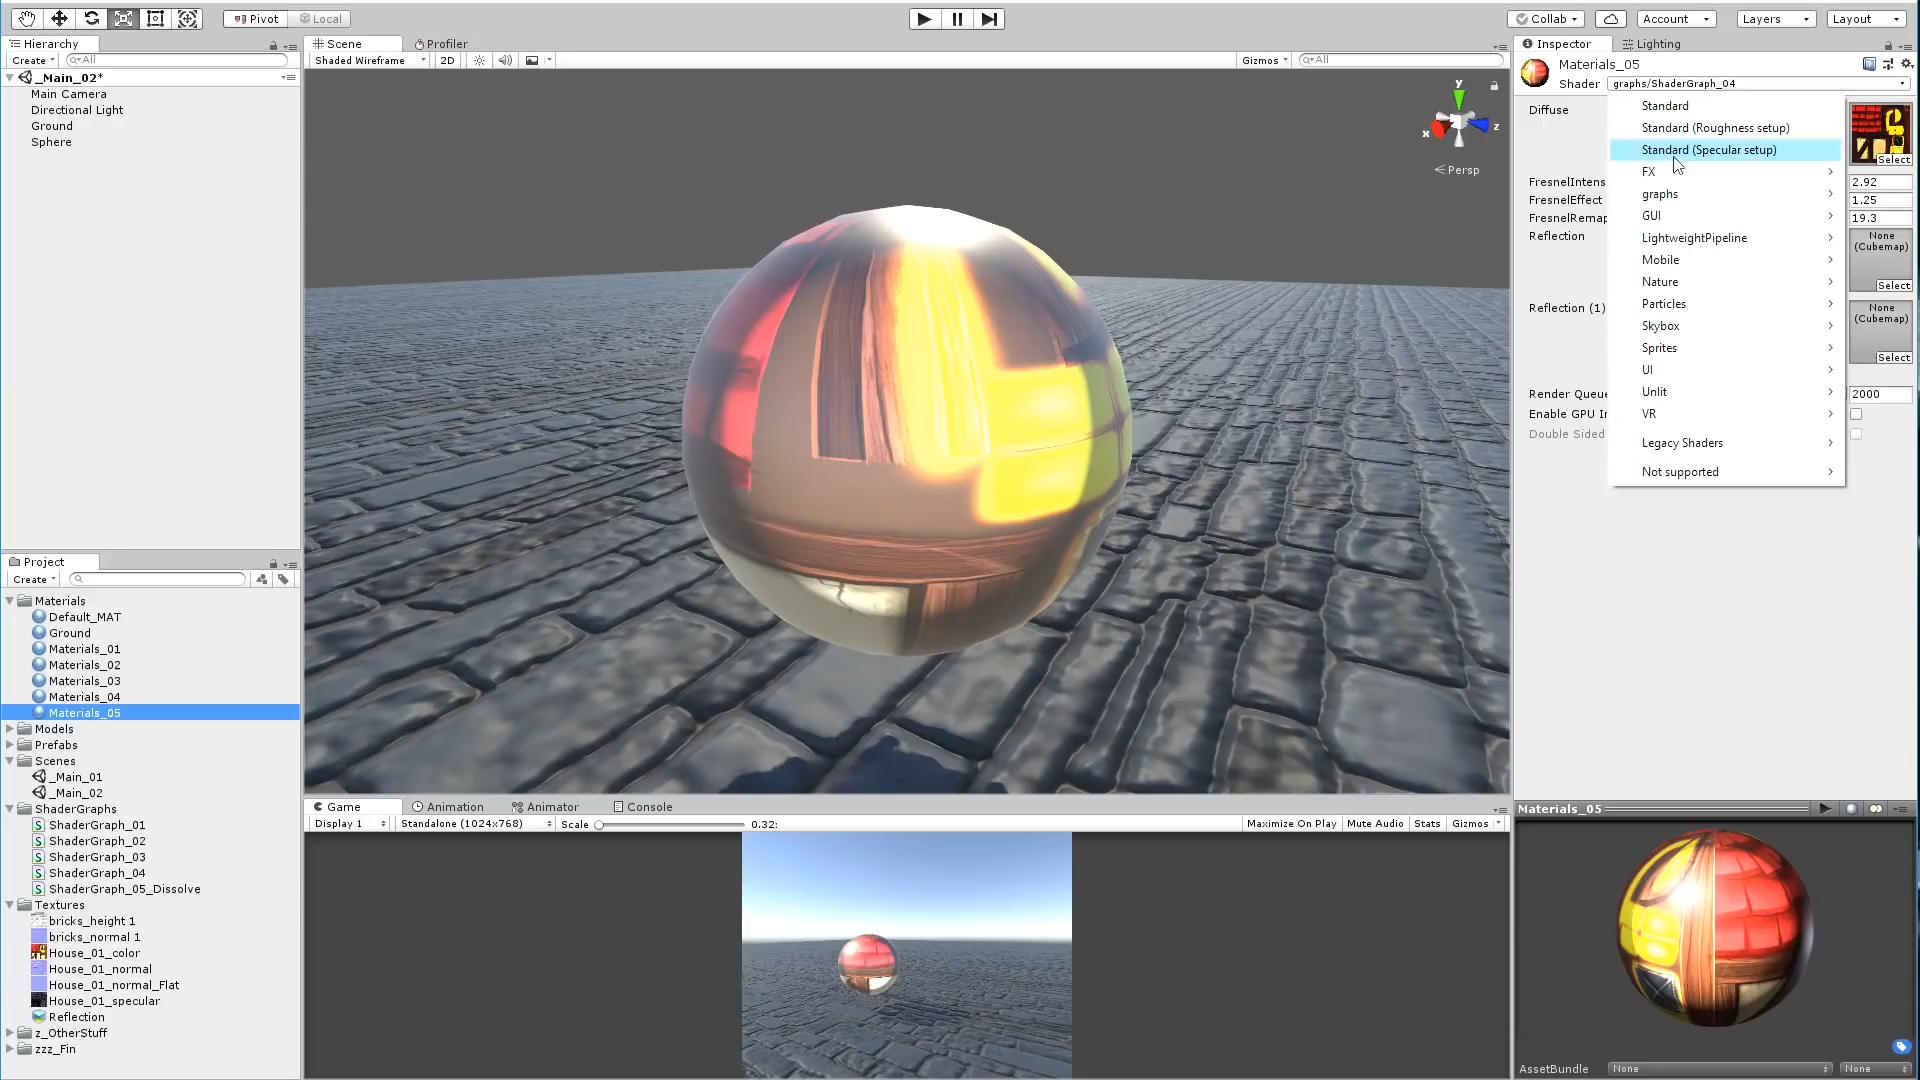 Pivot
Local
Collab
Account
Layers
Layout
Hierarchy
Create
All
_Main_02*
Main Camera
Directional Light
Ground
Sphere
Scene
Profiler
Shaded Wireframe
2D
Gizmos
All
y
x
z
Persp
Inspector
Lighting
Materials_05
Shader
graphs/ShaderGraph_04
Diffuse
Select
FresnelIntens
2.92
FresnelEffect
1.25
FresnelRemap
19.3
Reflection
None
(Cubemap)
Select
Reflection (1)
None
(Cubemap)
Select
Render Queue
2000
Enable GPU In
Double Sided
Standard
Standard (Roughness setup)
Standard (Specular setup)
FX
graphs
GUI
LightweightPipeline
Mobile
Nature
Particles
Skybox
Sprites
UI
Unlit
VR
Legacy Shaders
Not supported
Project
Create
Materials
Default_MAT
Ground
Materials_01
Materials_02
Materials_03
Materials_04
Materials_05
Models
Prefabs
Scenes
_Main_01
_Main_02
ShaderGraphs
ShaderGraph_01
ShaderGraph_02
ShaderGraph_03
ShaderGraph_04
ShaderGraph_05_Dissolve
Textures
bricks_height 1
bricks_normal 1
House_01_color
House_01_normal
House_01_normal_Flat
House_01_specular
Reflection
z_OtherStuff
zzz_Fin
Game
Animation
Animator
Console
Display 1
Standalone (1024x768)
Scale
0.32:
Maximize On Play
Mute Audio
Stats
Gizmos
Materials_05
AssetBundle
None
None